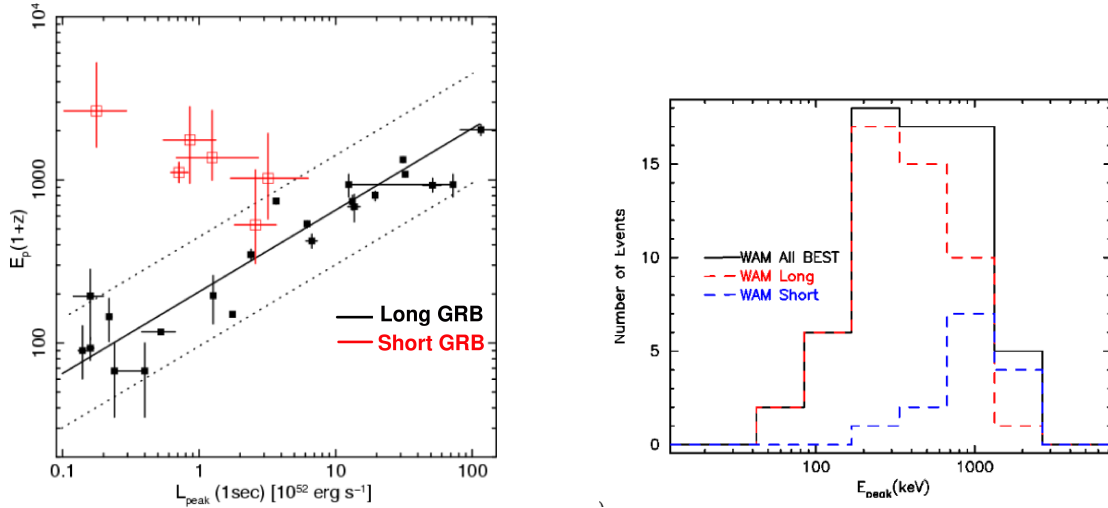 10⁴
1000
100
E_p(1+z)
Long GRB
Short GRB
0.1 1 10 100
L_peak (1sec) [10⁵² erg s⁻¹]
15
10
5
0
Number of Events
WAM All BEST
WAM Long
WAM Short
100 1000
E_peak(keV)
)